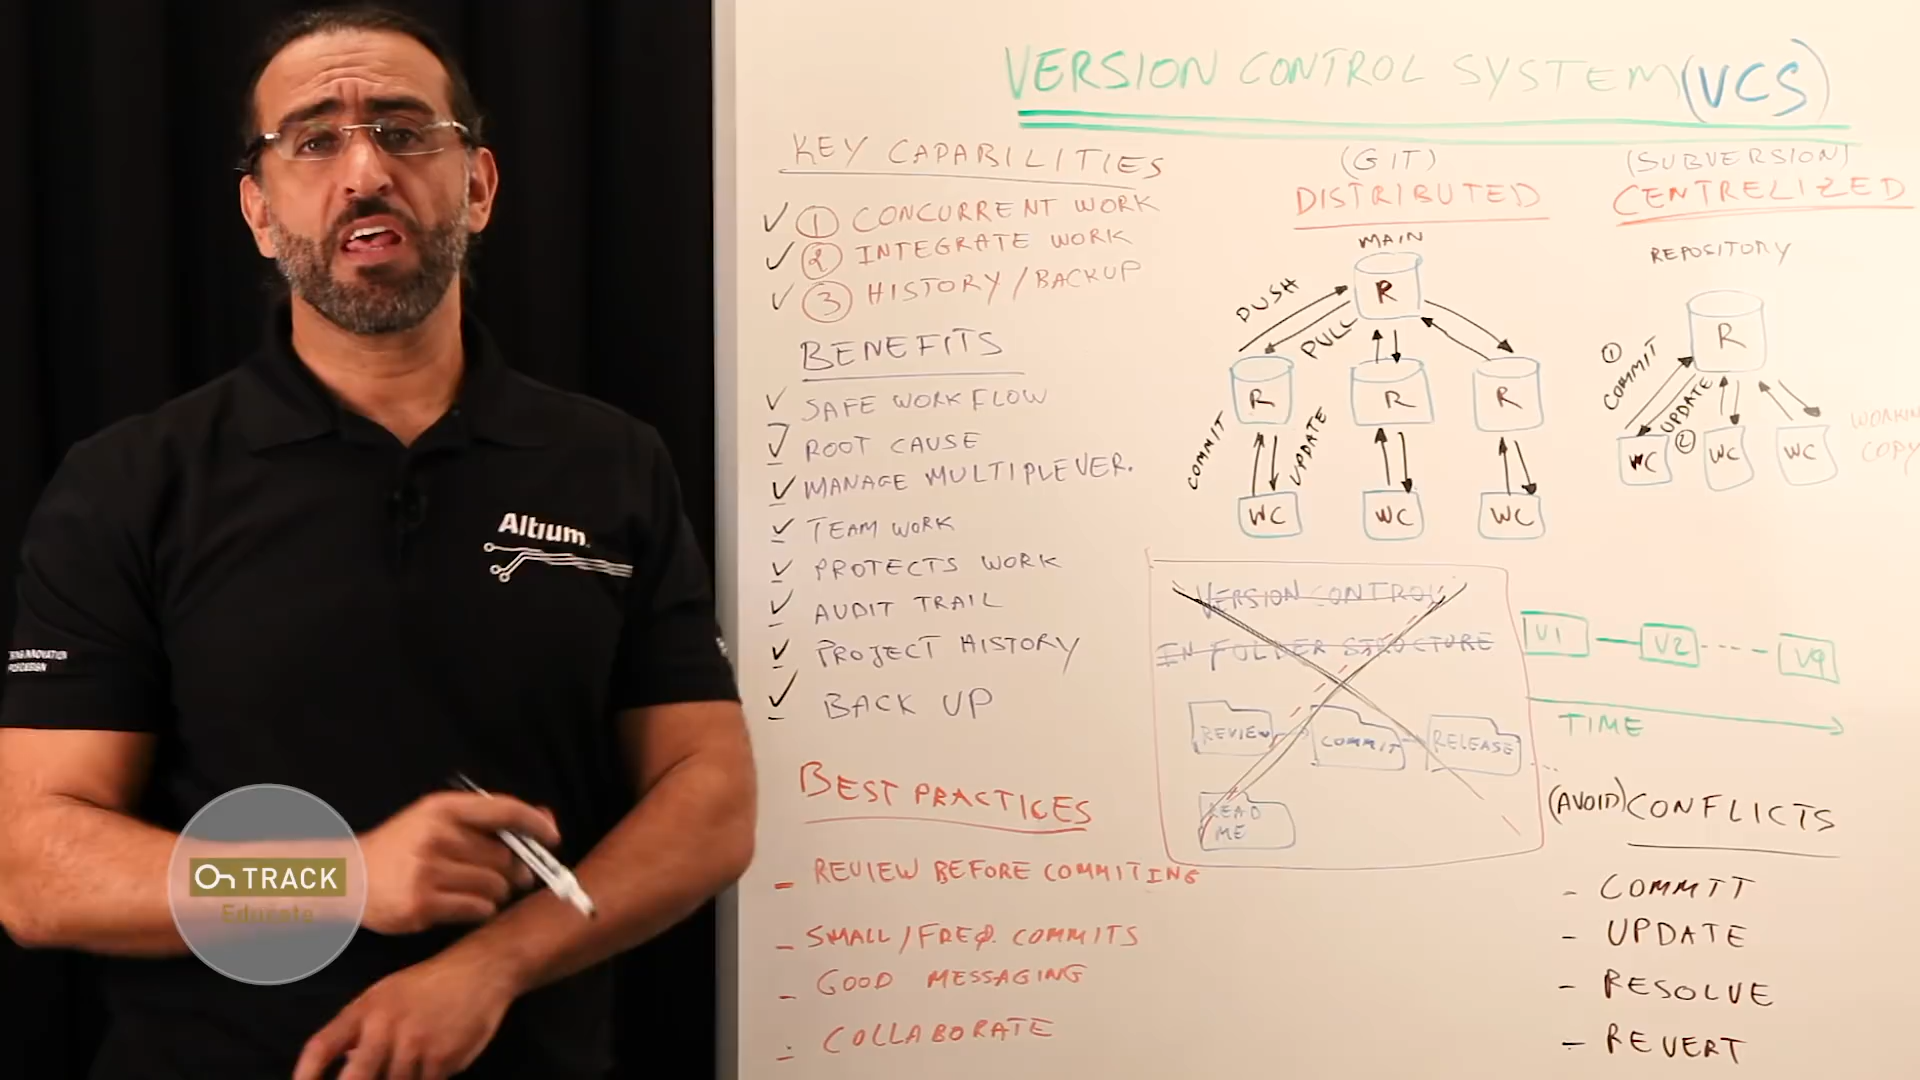 VERSION CONTROL SYSTEM (VCS)
KEY CAPABILITIES
① CONCURRENT WORK
② INTEGRATE WORK
③ HISTORY/BACKUP
BENEFITS
SAFE WORKFLOW
ROOT CAUSE
MANAGE MULTIPLE VER.
TEAM WORK
PROTECTS WORK
AUDIT TRAIL
PROJECT HISTORY
BACK UP
BEST PRACTICES
- REVIEW BEFORE COMMITING
- SMALL/FREQ. COMMITS
- GOOD MESSAGING
- COLLABORATE
(GIT)
DISTRIBUTED
MAIN
R
PUSH
PULL
R R R
COMMIT
UPDATE
WC WC WC
(SUBVERSION)
CENTRELIZED
REPOSITORY
R
① COMMIT
UPDATE ②
WC WC WC
WORKING
COPY
VERSION CONTROL
IN FOLDER STRUCTURE
REVIEW COMMIT RELEASE
READ
ME
V1 V2 V9
TIME
(AVOID) CONFLICTS
- COMMIT
- UPDATE
- RESOLVE
- REVERT
Altium
On TRACK
Educate